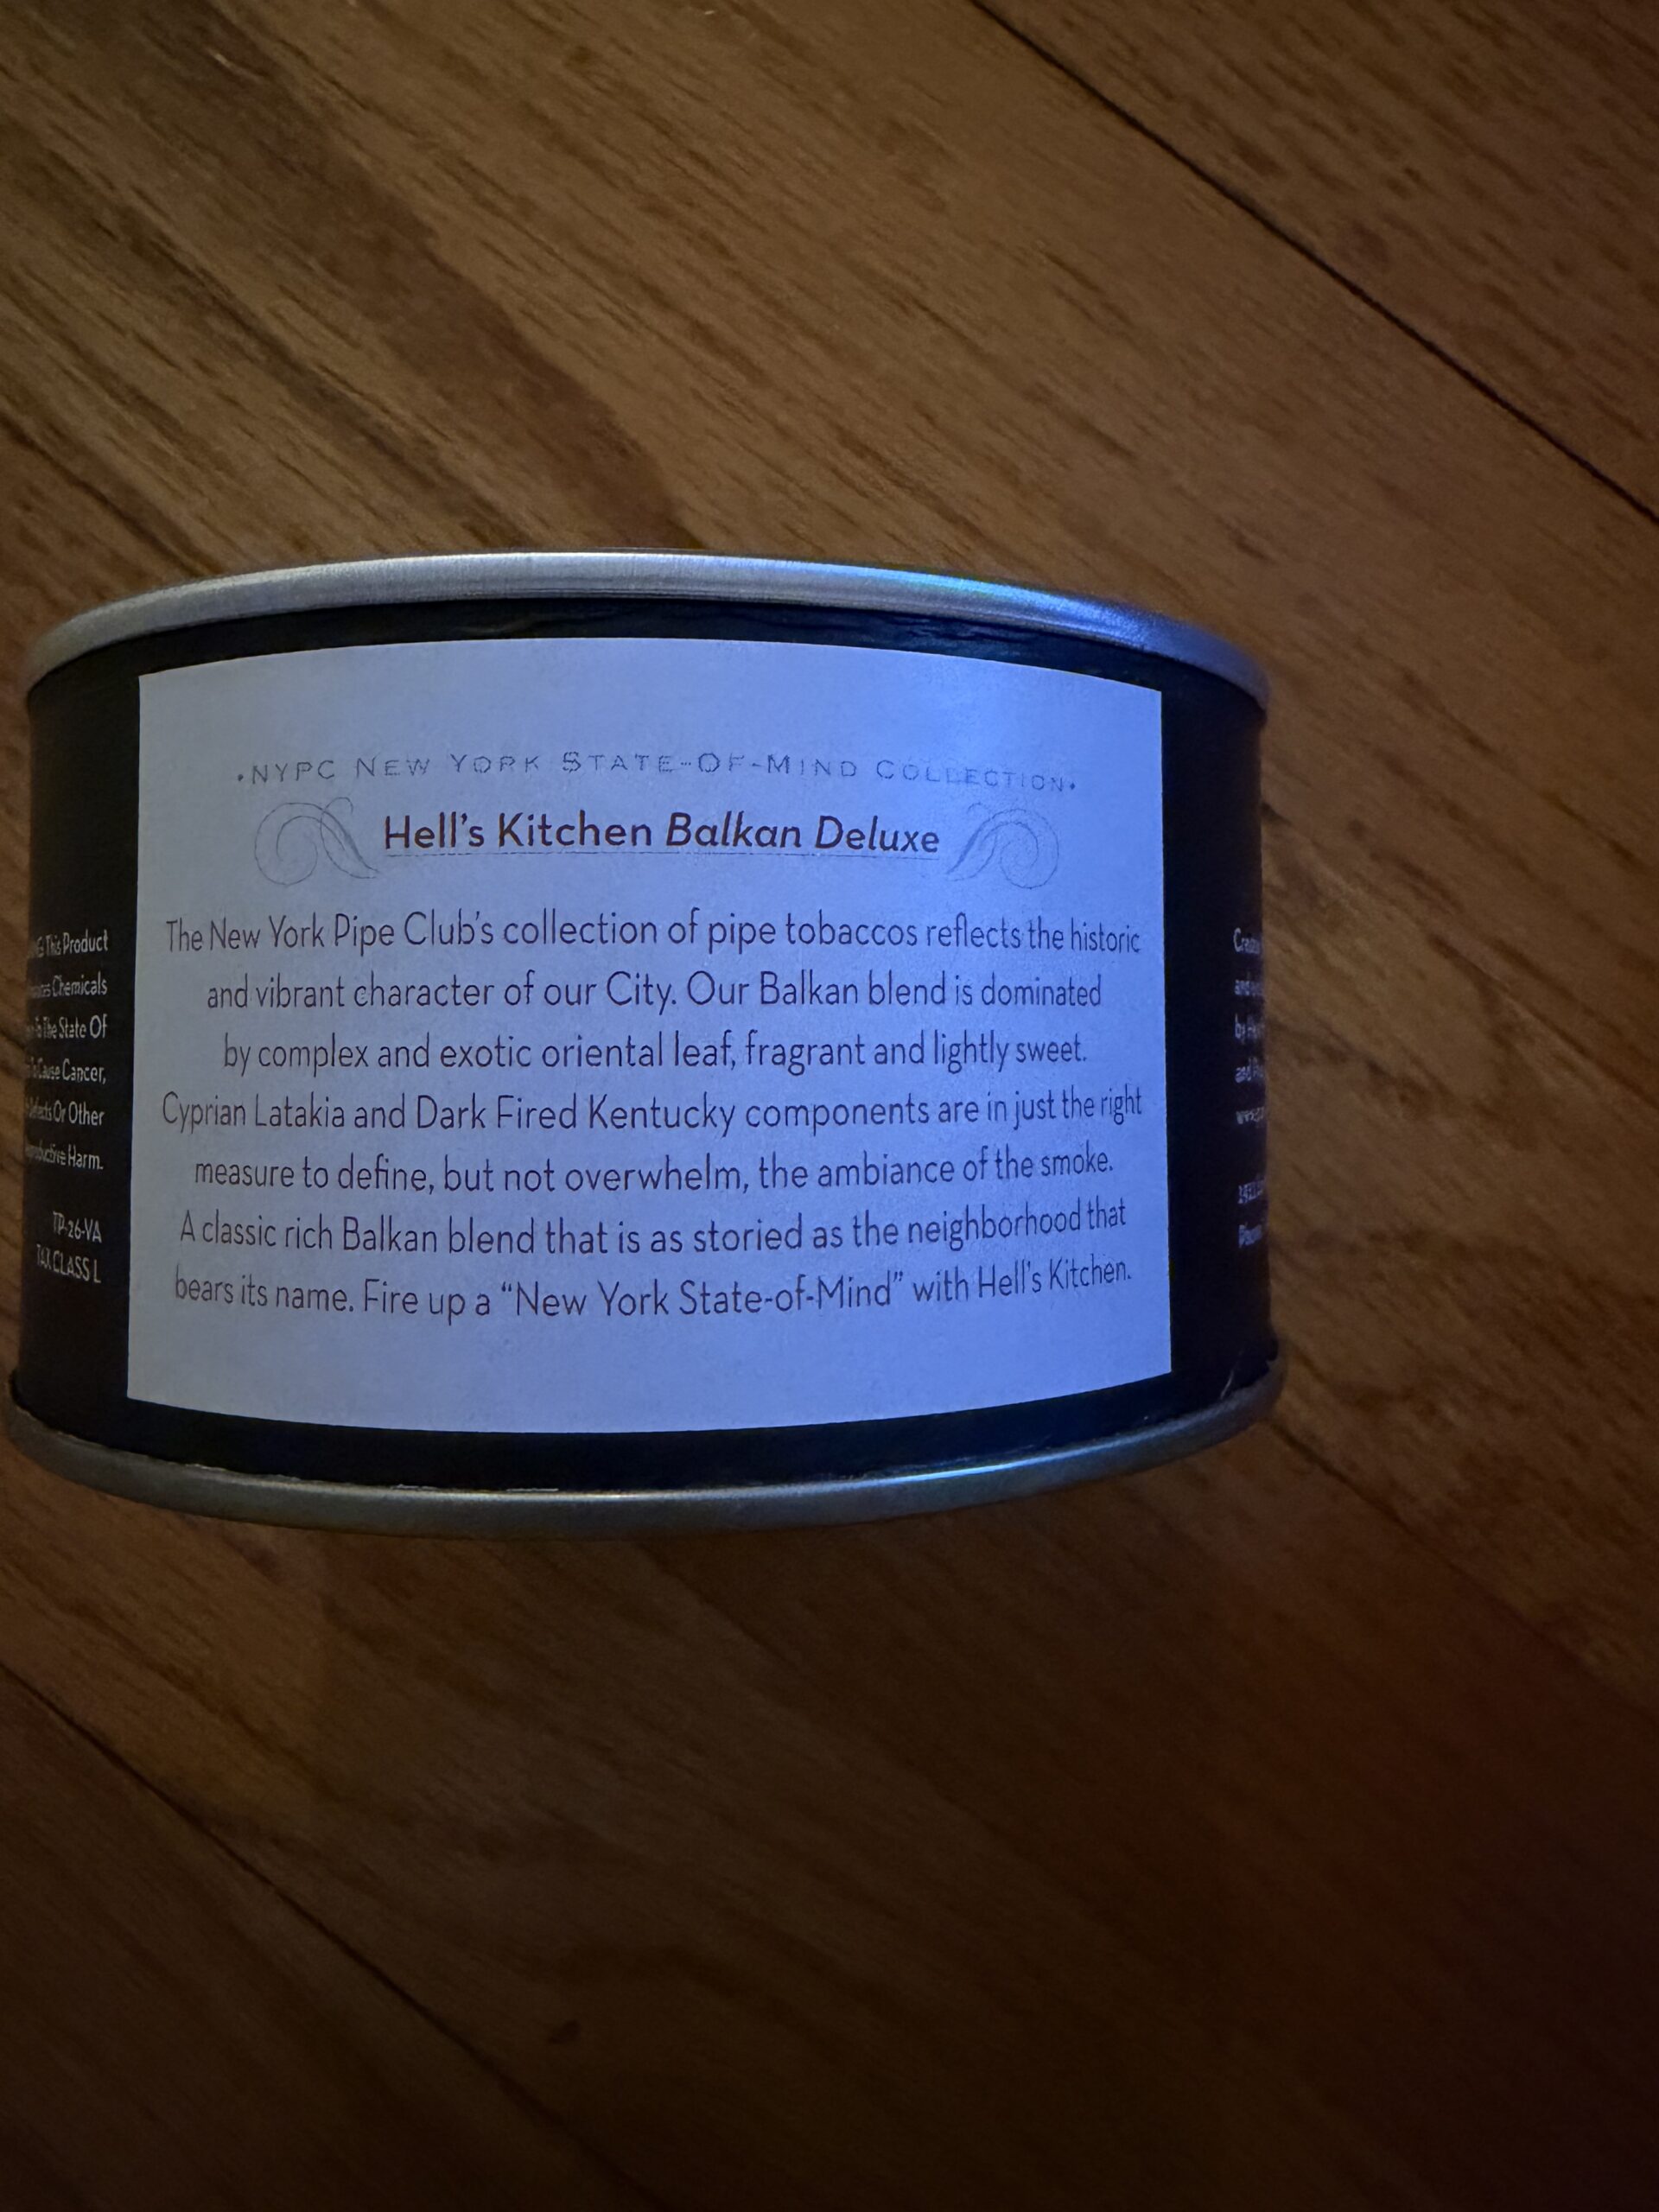 •NYPC NEW YORK STATE-OF-MIND COLLECTION•
Hell's Kitchen Balkan Deluxe
The New York Pipe Club's collection of pipe tobaccos reflects the historic
and vibrant character of our City. Our Balkan blend is dominated
by complex and exotic oriental leaf, fragrant and lightly sweet.
Cyprian Latakia and Dark Fired Kentucky components are in just the right
measure to define, but not overwhelm, the ambiance of the smoke.
A classic rich Balkan blend that is as storied as the neighborhood that
bears its name. Fire up a “New York State-of-Mind” with Hell's Kitchen.
This Product
Chemicals
To The State Of
Cause Cancer,
Or Other
Harm.
TP-26-VA
TAX CLASS L